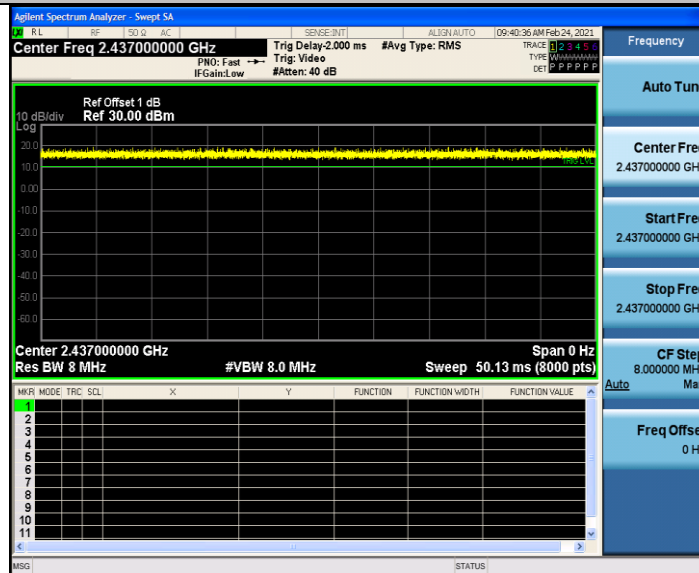 Agilent Spectrum Analyzer - Swept SA
RL RF 50 Ω AC SENSE:INT ALIGN AUTO 09:40:36 AM Feb 24, 2021
Center Freq 2.437000000 GHz
PNO: Fast
IFGain:Low
Trig Delay-2.000 ms
Trig: Video
#Atten: 40 dB
#Avg Type: RMS
TRACE 1 2 3 4 5 6
TYPE
DET P P P P P P
Ref Offset 1 dB
10 dB/div Ref 30.00 dBm
Log
20.0
TRIG LVL
10.0
0.00
-10.0
-20.0
-30.0
-40.0
-50.0
-60.0
Center 2.437000000 GHz Span 0 Hz
Res BW 8 MHz #VBW 8.0 MHz Sweep 50.13 ms (8000 pts)
MKR MODE TRC SCL X Y FUNCTION FUNCTION WIDTH FUNCTION VALUE
1
2
3
4
5
6
7
8
9
10
11
MSG STATUS
Frequency
Auto Tun
Center Fre
2.437000000 GH
Start Fre
2.437000000 GH
Stop Fre
2.437000000 GH
CF Ste
8.000000 MH
Auto Ma
Freq Offse
0 H